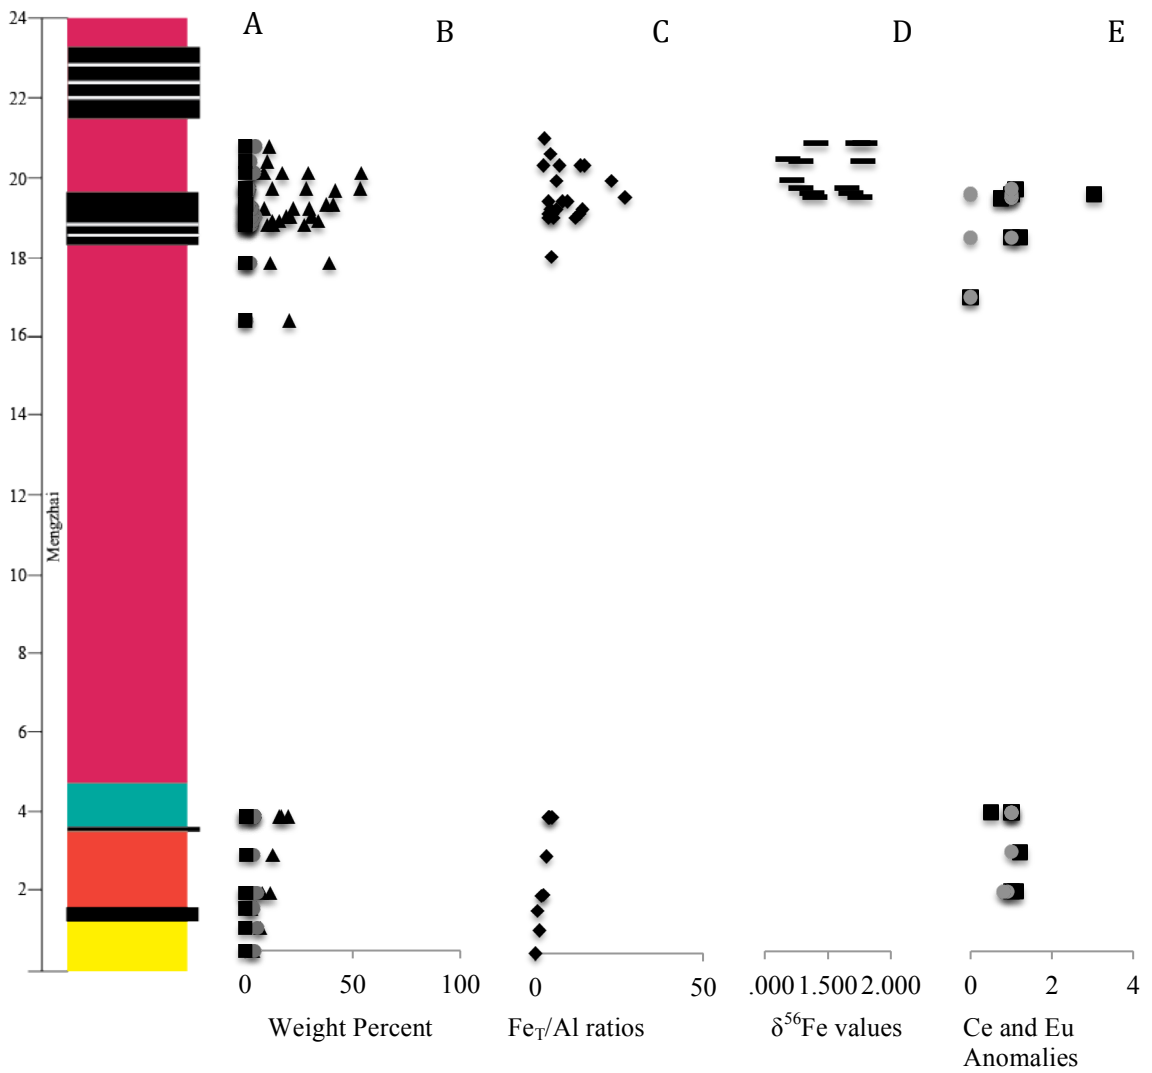 A B C D E
24
22
20
18
16
14
12
10
8
6
4
2
Mengzhai
0 50 100
0 50
.000 1.500 2.000
0 2 4
Weight Percent
Fe_T/Al ratios
δ⁵⁶Fe values
Ce and Eu
Anomalies